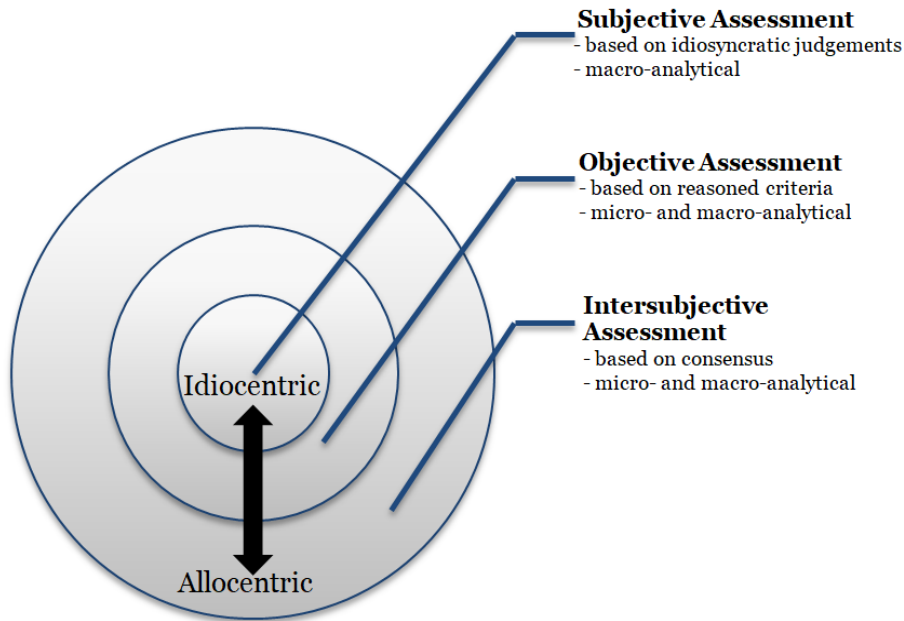 Subjective Assessment
- based on idiosyncratic judgements
- macro-analytical
Objective Assessment
- based on reasoned criteria
- micro- and macro-analytical
Intersubjective
Assessment
- based on consensus
- micro- and macro-analytical
Idiocentric
Allocentric